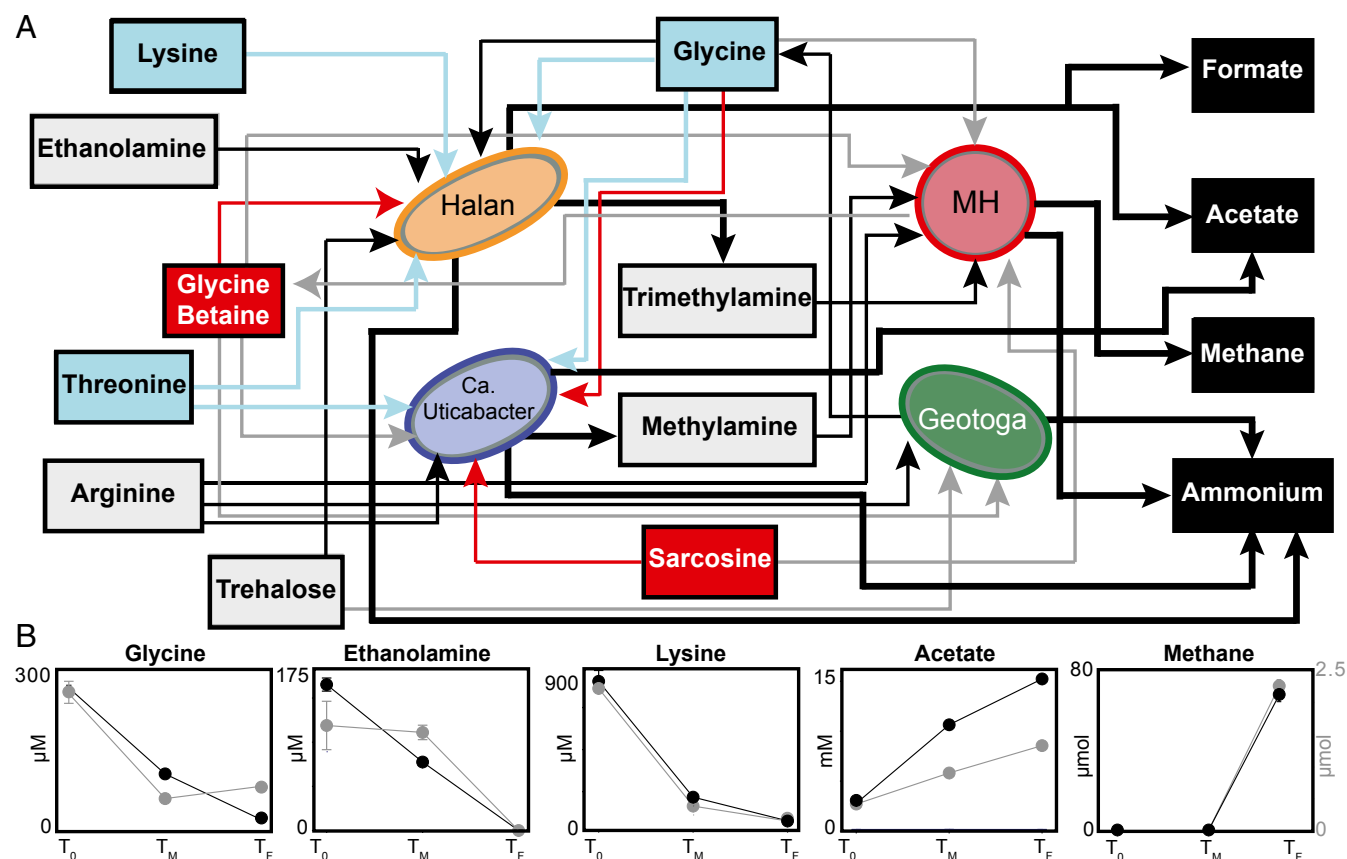 A
Lysine
Glycine
Formate
Ethanolamine
Halan
MH
Acetate
Glycine
Betaine
Trimethylamine
Methane
Threonine
Ca.
Uticabacter
Methylamine
Geotoga
Arginine
Ammonium
Sarcosine
Trehalose
B
Glycine
300
µM
0
T0 TM TF
Ethanolamine
175
µM
0
T0 TM TF
Lysine
900
µM
0
T0 TM TF
Acetate
15
mM
0
T0 TM TF
Methane
80
µmol
0
2.5
µmol
0
T0 TM TF